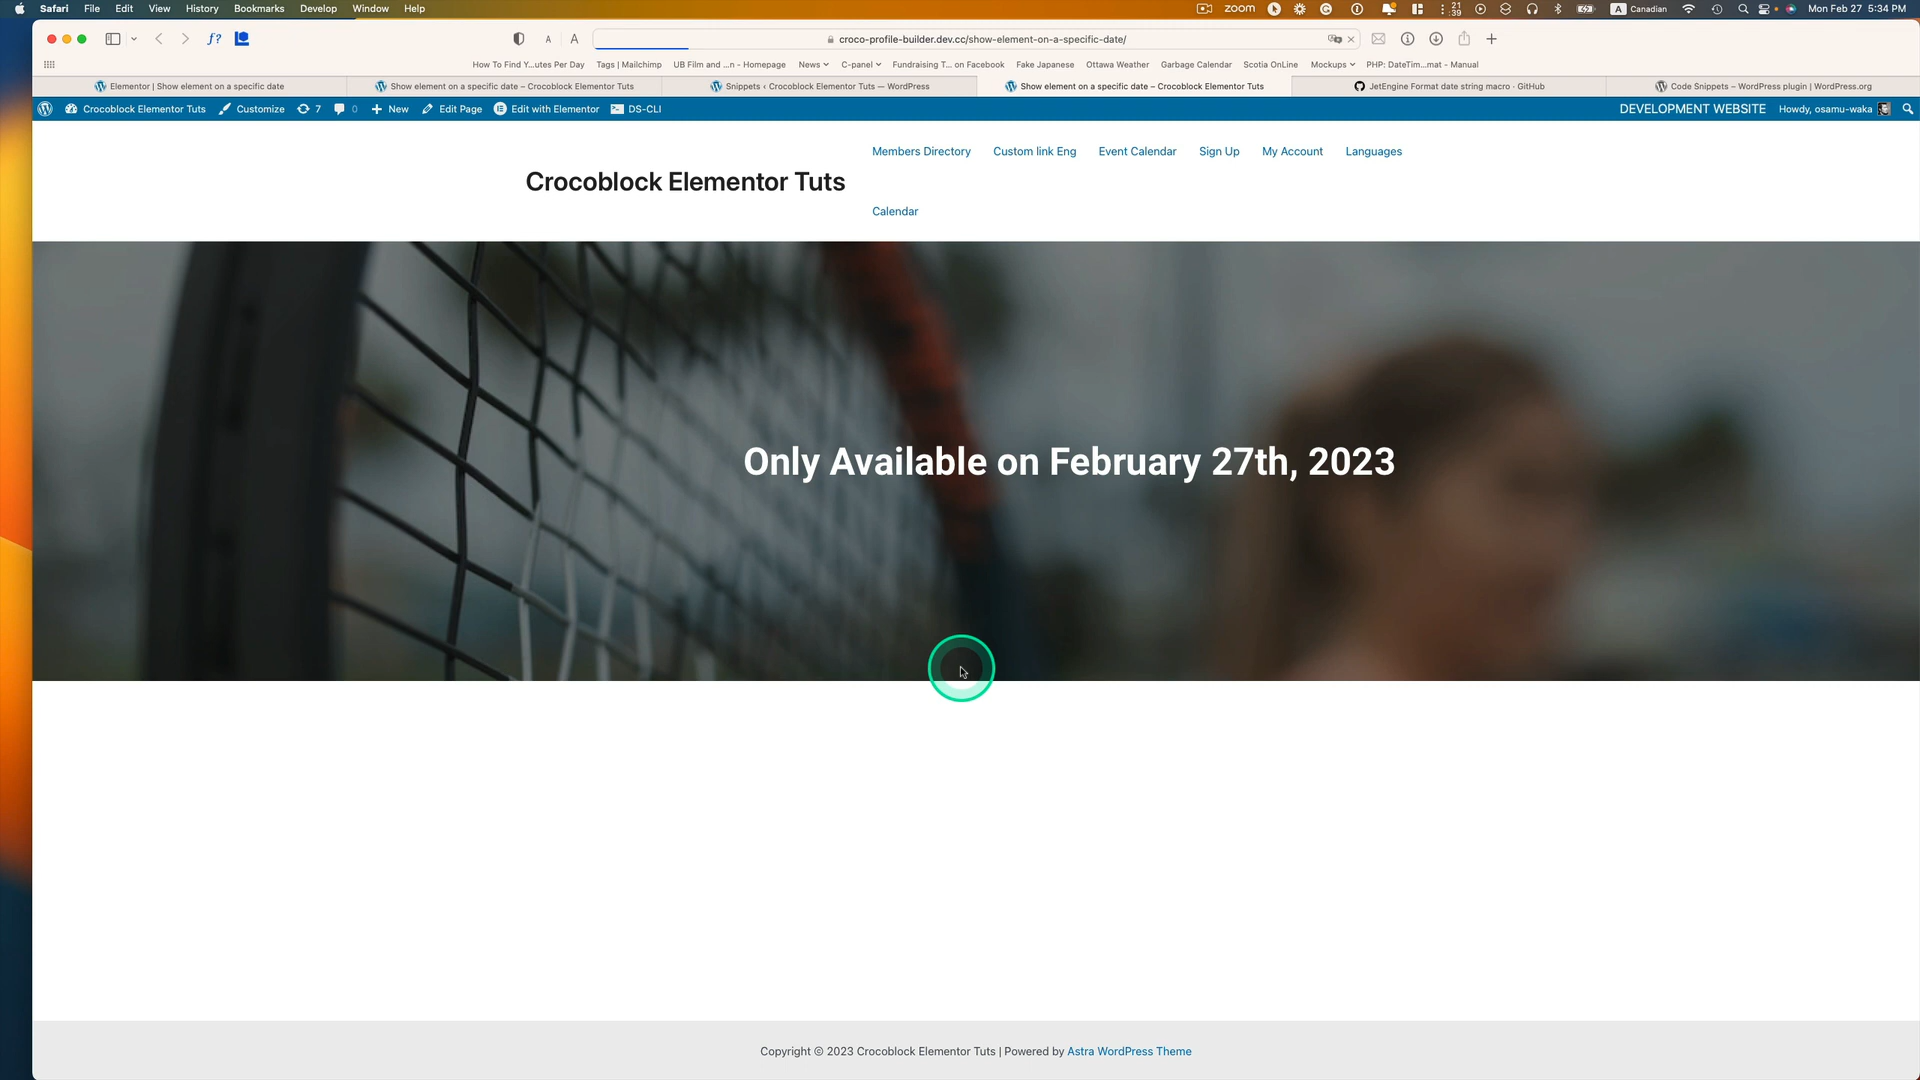 Safari File Edit View History Bookmarks Develop Window Help zoom 21 :39 A Canadian Mon Feb 27 5:34 PM
f? A A croco-profile-builder.dev.cc/show-element-on-a-specific-date/
How To Find Y...utes Per Day Tags | Mailchimp UB Film and ...n - Homepage News C-panel Fundraising T... on Facebook Fake Japanese Ottawa Weather Garbage Calendar Scotia OnLine Mockups PHP: DateTim...mat - Manual
Elementor | Show element on a specific date Show element on a specific date – Crocoblock Elementor Tuts Snippets ‹ Crocoblock Elementor Tuts — WordPress Show element on a specific date – Crocoblock Elementor Tuts JetEngine Format date string macro · GitHub Code Snippets – WordPress plugin | WordPress.org
Crocoblock Elementor Tuts Customize 7 0 New Edit Page Edit with Elementor DS-CLI DEVELOPMENT WEBSITE Howdy, osamu-waka
Members Directory Custom link Eng Event Calendar Sign Up My Account Languages
Crocoblock Elementor Tuts
Calendar
Only Available on February 27th, 2023
Copyright © 2023 Crocoblock Elementor Tuts | Powered by Astra WordPress Theme